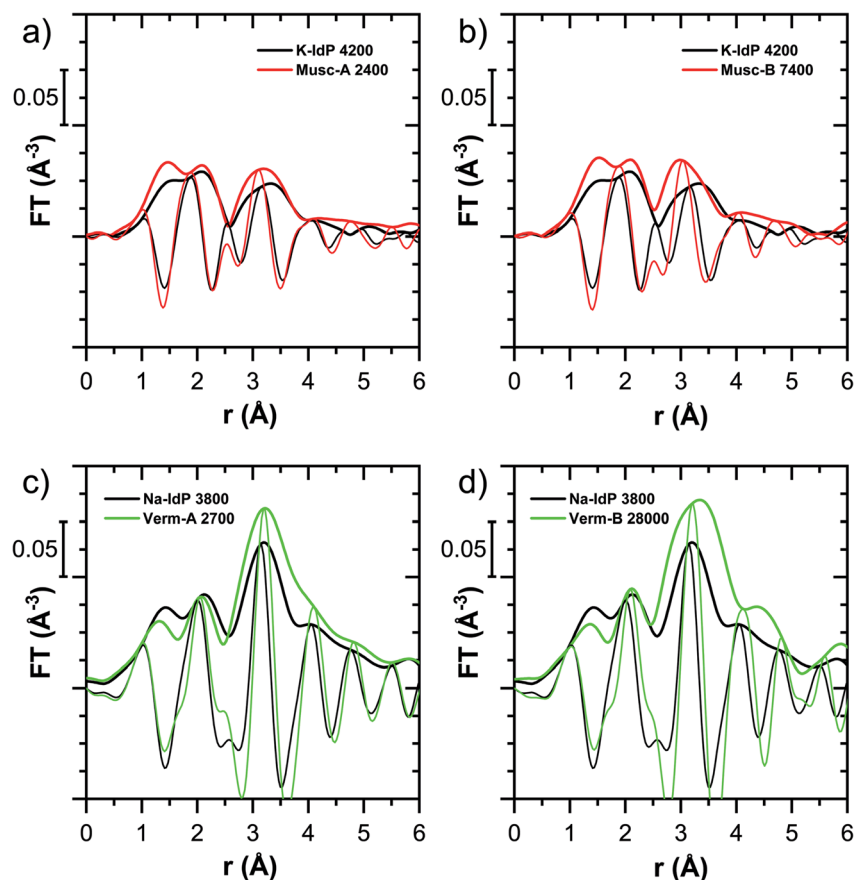 a)
K-IdP 4200
Musc-A 2400
0.05
FT (Å⁻³)
0 1 2 3 4 5 6
r (Å)
b)
K-IdP 4200
Musc-B 7400
0.05
FT (Å⁻³)
0 1 2 3 4 5 6
r (Å)
c)
Na-IdP 3800
Verm-A 2700
0.05
FT (Å⁻³)
0 1 2 3 4 5 6
r (Å)
d)
Na-IdP 3800
Verm-B 28000
0.05
FT (Å⁻³)
0 1 2 3 4 5 6
r (Å)